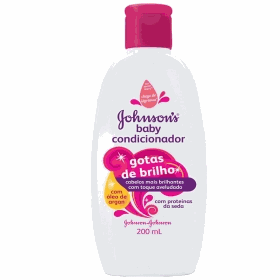 Johnson's
baby
condicionador
gotas
de brilho
cabelos mais brilhantes
com toque aveludado
com
óleo de
argan
com proteínas
da seda
Johnson & Johnson
200 mL